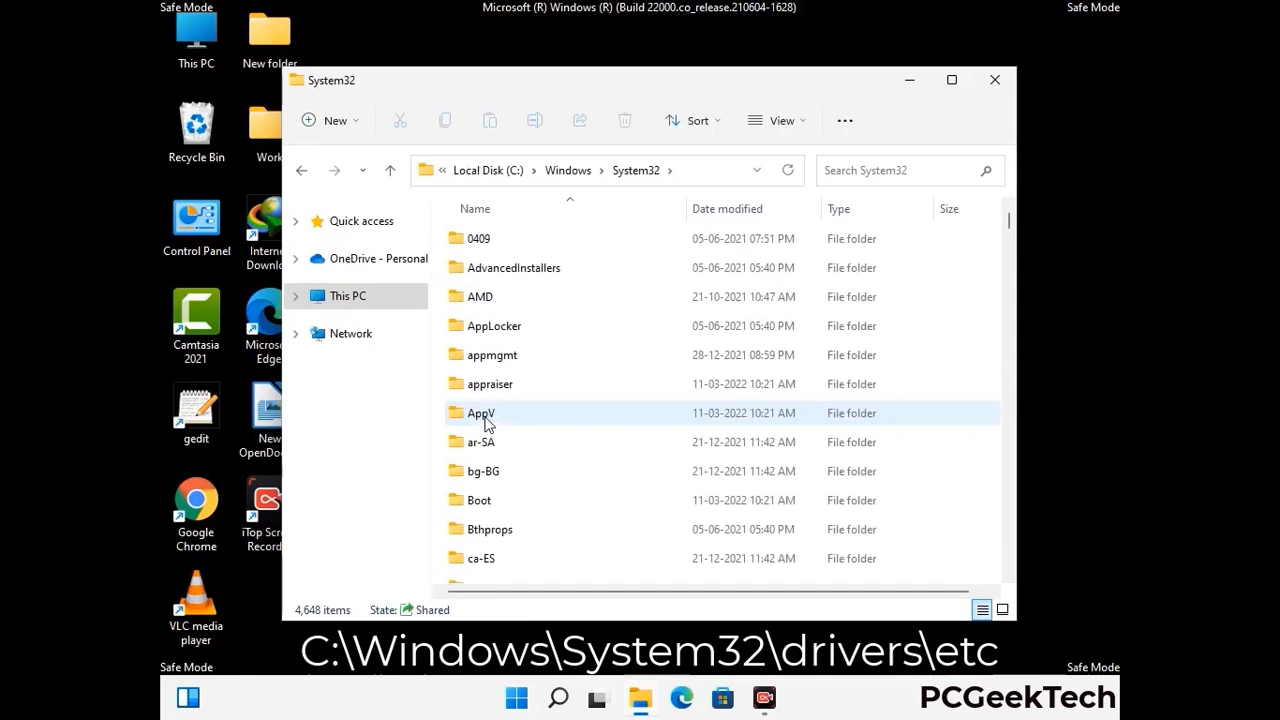 Safe Mode
Microsoft (R) Windows (R) (Build 22000.co_release.210604-1628)
Safe Mode
This PC
New folder
System32
New
Sort
View
Recycle Bin
Work
Local Disk (C:)
Windows
System32
Search System32
Name
Date modified
Type
Size
Control Panel
Intern
Downlo
Quick access
OneDrive - Personal
This PC
Network
0409 05-06-2021 07:51 PM File folder
AdvancedInstallers 05-06-2021 05:40 PM File folder
AMD 21-10-2021 10:47 AM File folder
AppLocker 05-06-2021 05:40 PM File folder
appmgmt 28-12-2021 08:59 PM File folder
appraiser 11-03-2022 10:21 AM File folder
AppV 11-03-2022 10:21 AM File folder
ar-SA 21-12-2021 11:42 AM File folder
bg-BG 21-12-2021 11:42 AM File folder
Boot 11-03-2022 10:21 AM File folder
Bthprops 05-06-2021 05:40 PM File folder
ca-ES 21-12-2021 11:42 AM File folder
Camtasia
2021
Micros
Edge
gedit
New
OpenDo
Google
Chrome
iTop Scr
Record
VLC media
player
4,648 items
State:
Shared
C:\Windows\System32\drivers\etc
Safe Mode
Safe Mode
PCGeekTech